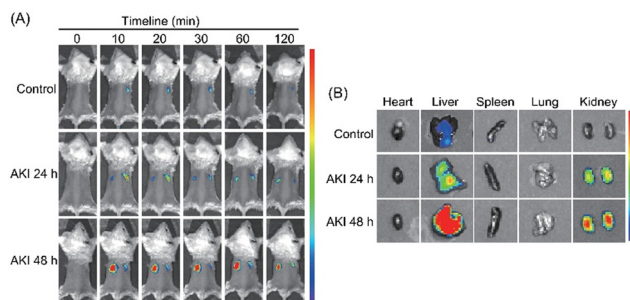 (A)
Timeline (min)
0 10 20 30 60 120
Control
AKI 24 h
AKI 48 h
(B)
Heart Liver Spleen Lung Kidney
Control
AKI 24 h
AKI 48 h